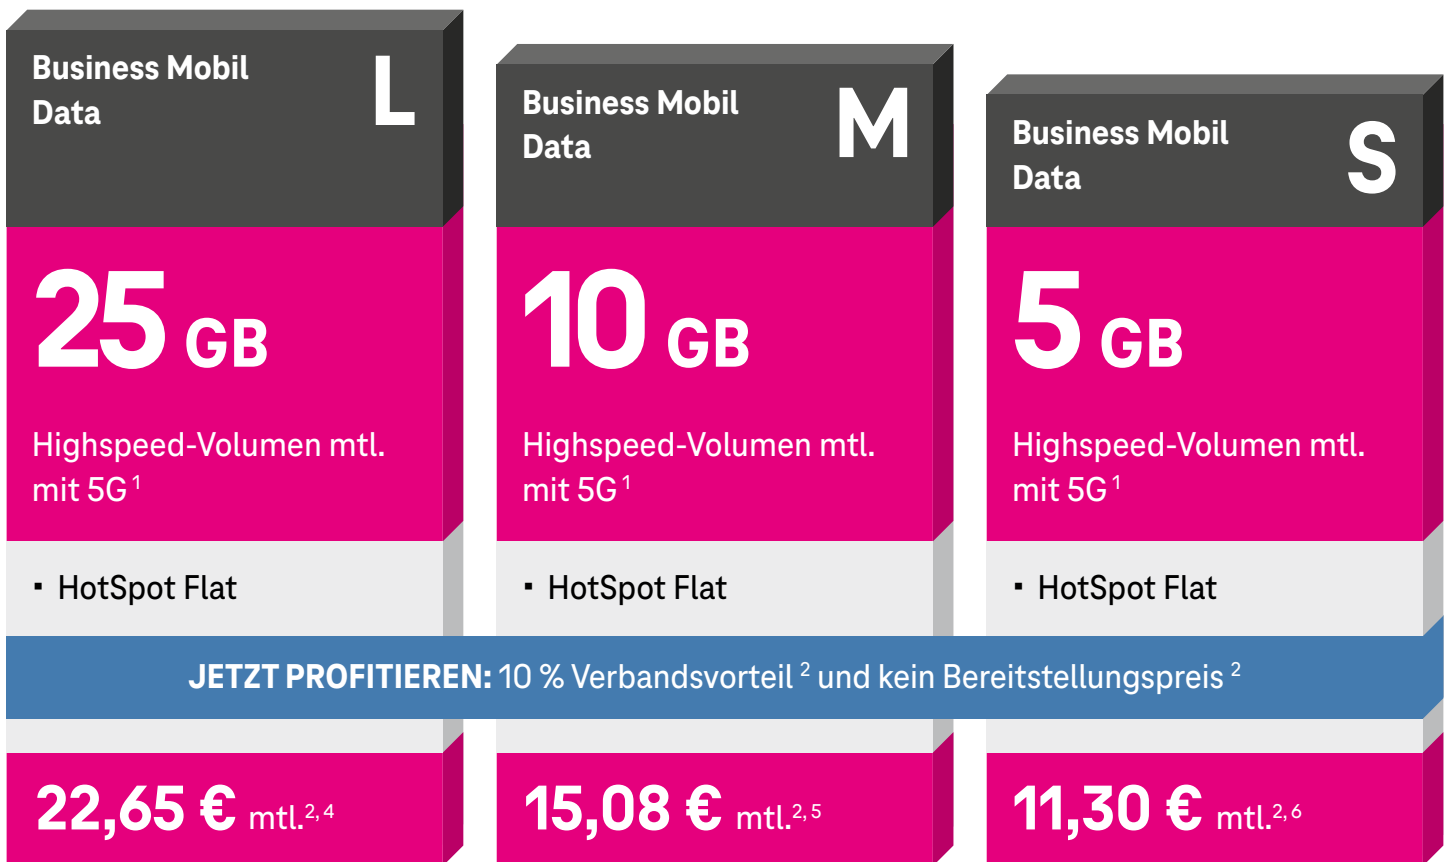 Business Mobil
Data
L
25 GB
Highspeed-Volumen mtl.
mit 5G 1
▪ HotSpot Flat
Business Mobil
Data
M
10 GB
Highspeed-Volumen mtl.
mit 5G 1
▪ HotSpot Flat
Business Mobil
Data
S
5 GB
Highspeed-Volumen mtl.
mit 5G 1
▪ HotSpot Flat
JETZT PROFITIEREN: 10 % Verbandsvorteil 2 und kein Bereitstellungspreis 2
22,65 € mtl.2,4
15,08 € mtl.2,5
11,30 € mtl.2,6